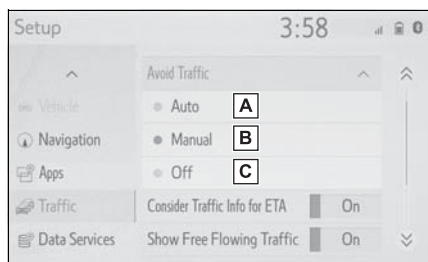 Setup
3:58
Avoid Traffic
Vehicle
Auto A
Navigation
Manual B
Apps
Off C
Traffic
Consider Traffic Info for ETA On
Data Services
Show Free Flowing Traffic On